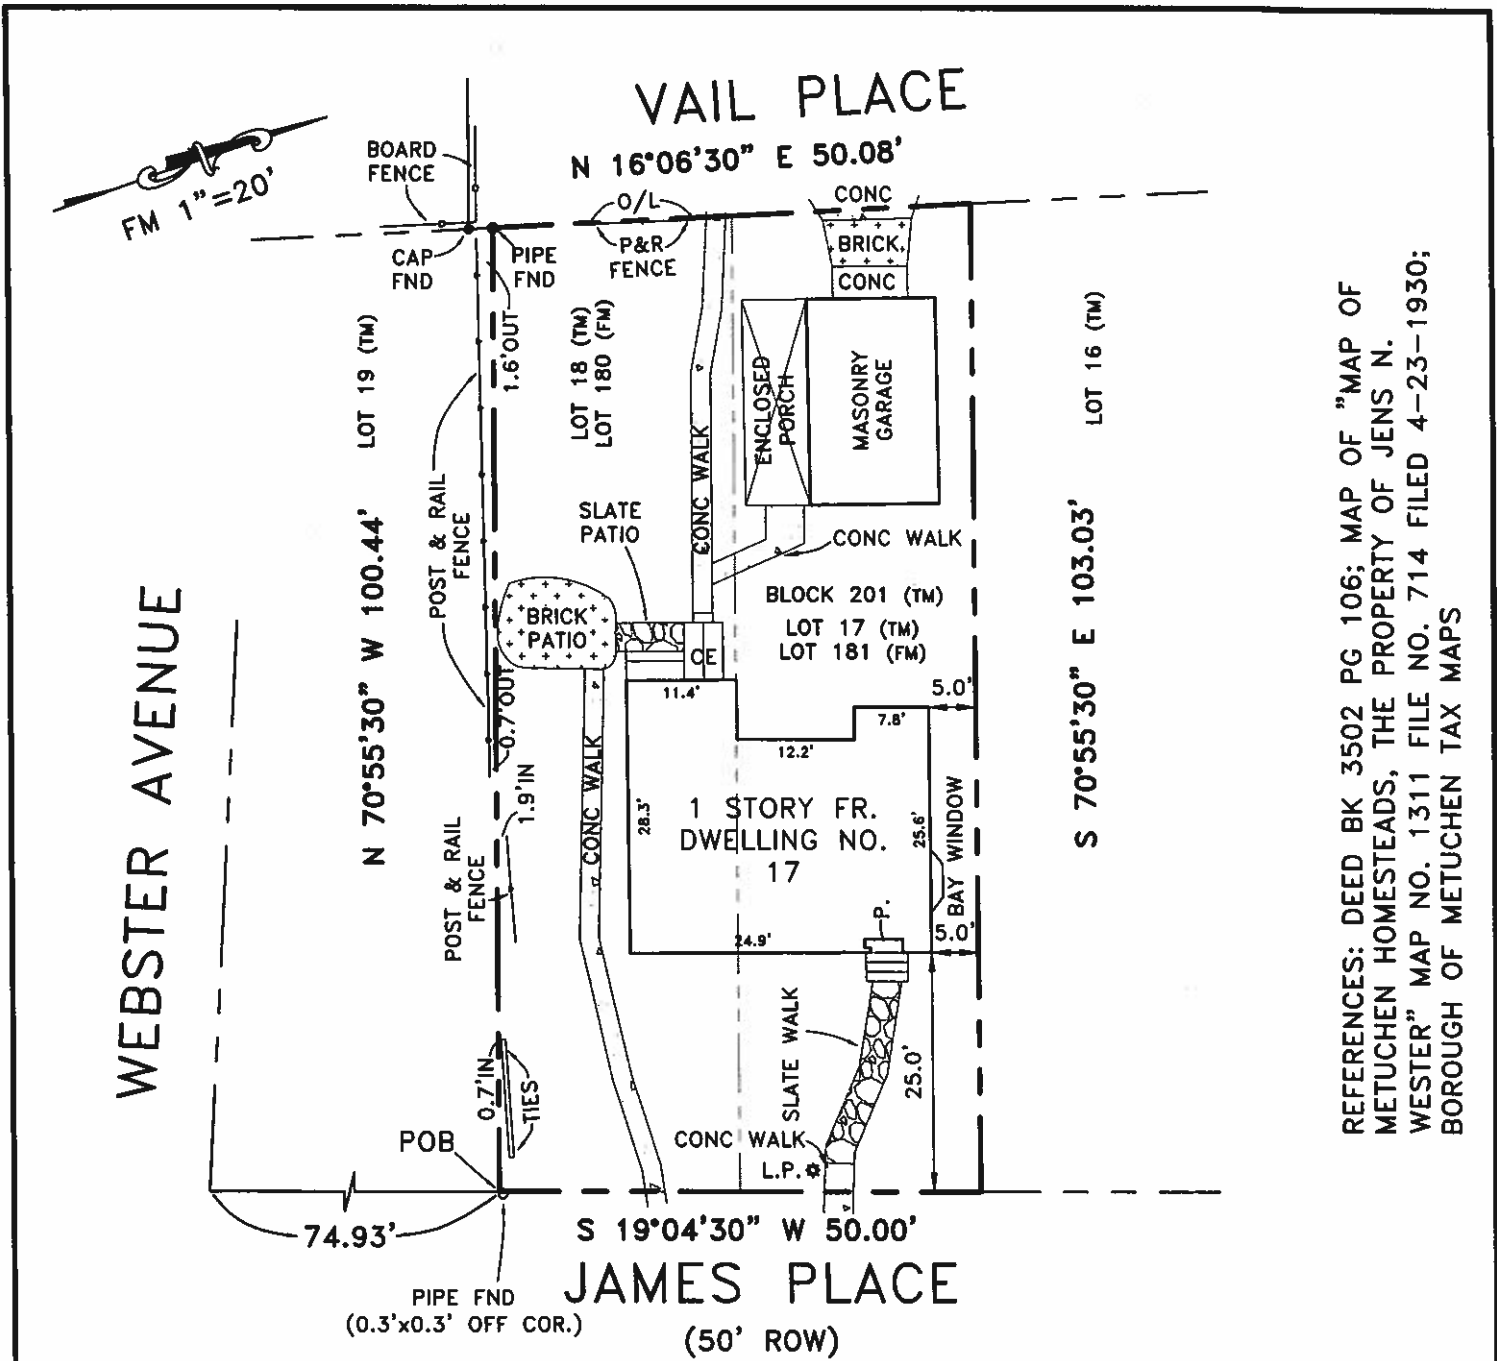 VAIL PLACE
N 16°06'30" E 50.08'
FM 1"=20'
BOARD
FENCE
CAP
FND
PIPE
FND
O/L
P&R
FENCE
CONC
BRICK
CONC
1.6'OUT
LOT 19 (TM)
LOT 18 (TM)
LOT 180 (FM)
ENCLOSED
PORCH
MASONRY
GARAGE
LOT 16 (TM)
POST & RAIL
FENCE
CONC WALK
SLATE
PATIO
CONC WALK
N 70°55'30" W 100.44'
S 70°55'30" E 103.03'
WEBSTER AVENUE
BRICK
PATIO
BLOCK 201 (TM)
LOT 17 (TM)
LOT 181 (FM)
CE
0.7'OUT
11.4'
12.2'
7.8'
5.0'
1.9'IN
CONC WALK
28.3'
1 STORY FR.
DWELLING NO.
17
25.6'
BAY WINDOW
POST & RAIL
FENCE
24.9'
P.
5.0'
SLATE WALK
25.0'
0.7'IN
TIES
POB
CONC WALK
L.P.
74.93'
S 19°04'30" W 50.00'
JAMES PLACE
(50' ROW)
PIPE FND
(0.3'x0.3' OFF COR.)
REFERENCES: DEED BK 3502 PG 106; MAP OF "MAP OF
METUCHEN HOMESTEADS, THE PROPERTY OF JENS N.
WESTER" MAP NO. 1311 FILE NO. 714 FILED 4-23-1930;
BOROUGH OF METUCHEN TAX MAPS